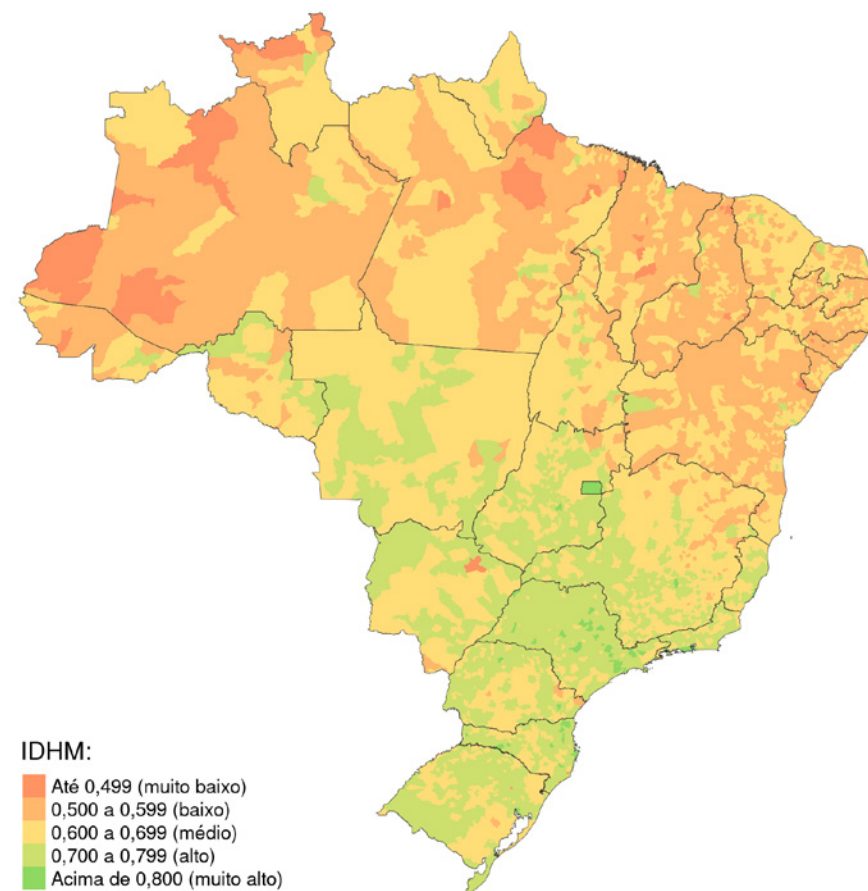 IDHM:
Até 0,499 (muito baixo)
0,500 a 0,599 (baixo)
0,600 a 0,699 (médio)
0,700 a 0,799 (alto)
Acima de 0,800 (muito alto)